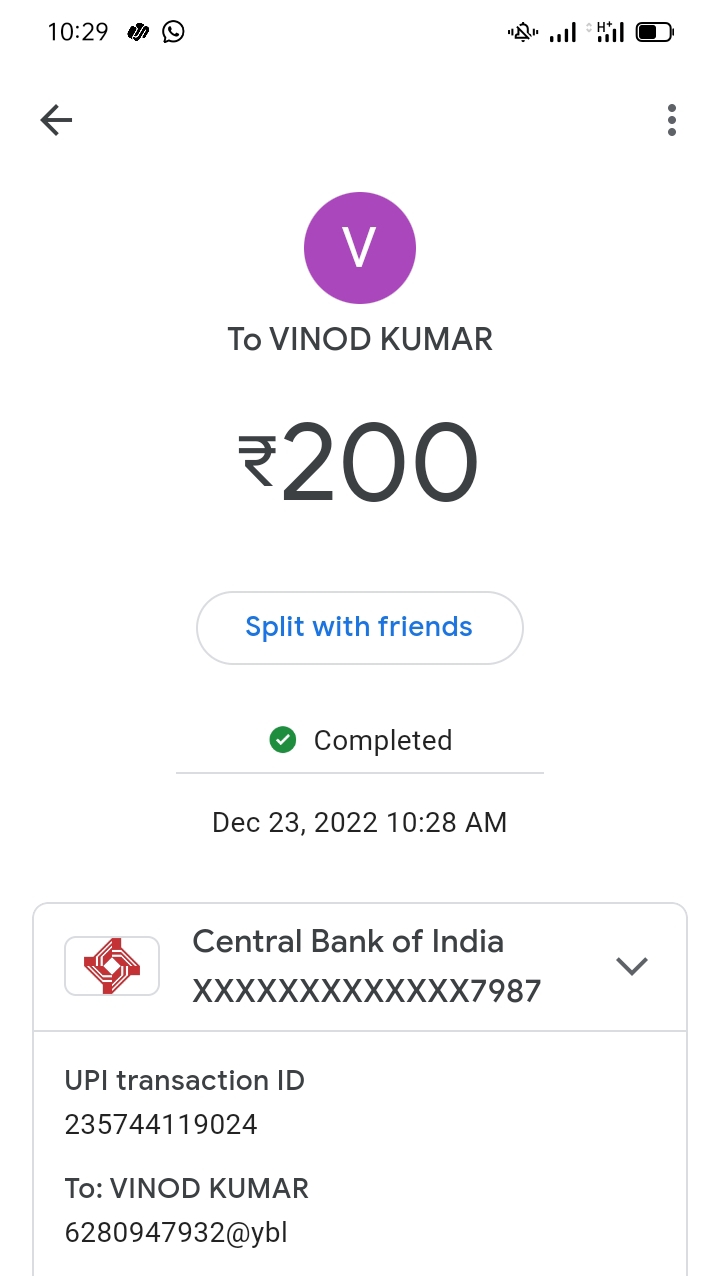 10:29
H+
V
To VINOD KUMAR
₹200
Split with friends
Completed
Dec 23, 2022 10:28 AM
Central Bank of India
XXXXXXXXXXXXX7987
UPI transaction ID
235744119024
To: VINOD KUMAR
6280947932@ybl